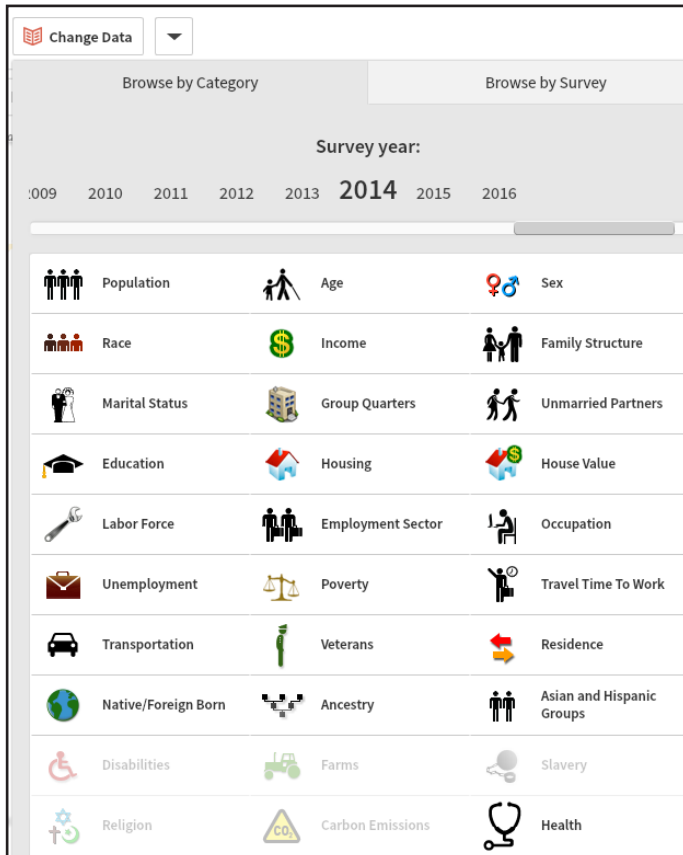 Change Data
Browse by Category Browse by Survey
Survey year:
2009 2010 2011 2012 2013 2014 2015 2016
Population Age Sex
Race Income Family Structure
Marital Status Group Quarters Unmarried Partners
Education Housing House Value
Labor Force Employment Sector Occupation
Unemployment Poverty Travel Time To Work
Transportation Veterans Residence
Native/Foreign Born Ancestry Asian and Hispanic
Groups
Disabilities Farms Slavery
Religion CO₂ Carbon Emissions Health